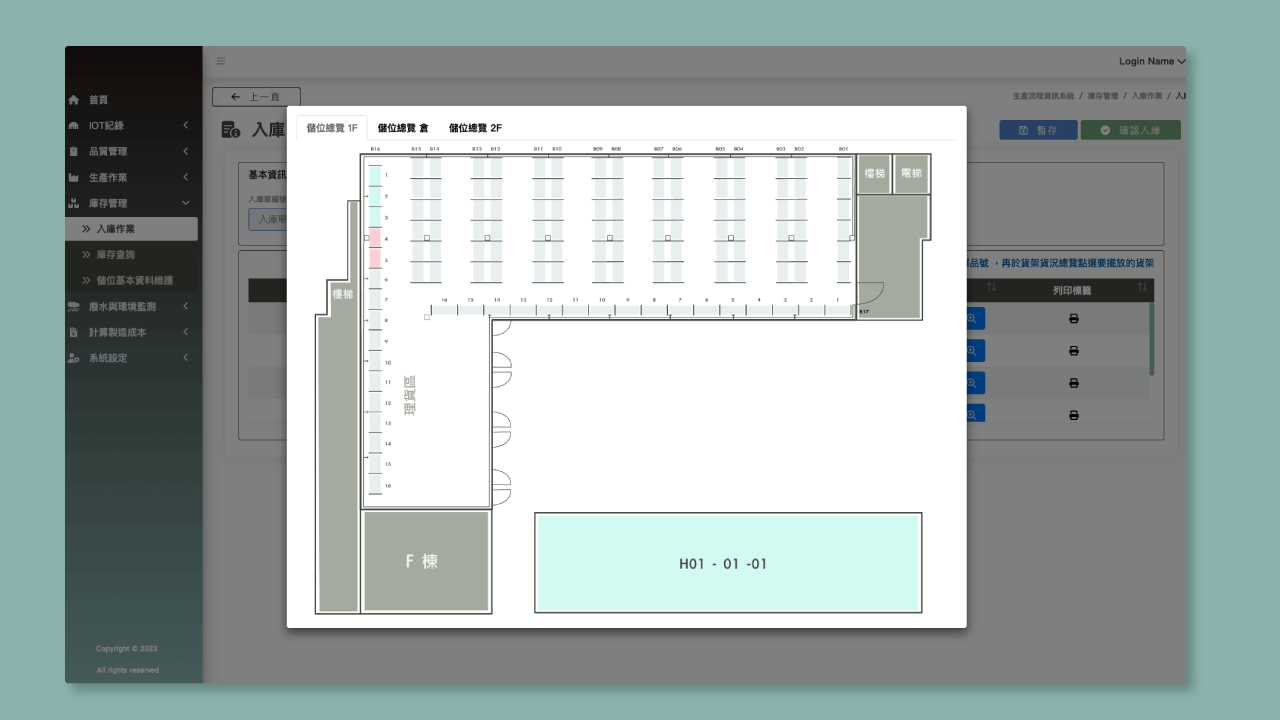 Login Name
首頁
IOT紀錄
品質管理
生產作業
庫存管理
入庫作業
庫存查詢
儲位基本資料維護
廢水與環境監測
計算製造成本
系統設定
Copyright © 2023
All rights reserved
上一頁
生產流程資訊系統 / 庫存管理 / 入庫作業 /
入庫
暫存
確認入庫
基本資訊
入庫單
品號 ，再於貨架貨況總覽點選要擺放的貨架
列印標籤
儲位總覽 1F
儲位總覽 倉
儲位總覽 2F
B16 B15 B14 B13 B12 B11 B10 B09 B08 B07 B06 B05 B04 B03 B02 B01
樓梯 電梯
1
2
3
4
5
6
樓梯
7
16 15 14 13 12 11 10 9 8 7 6 5 4 3 2 1
B17
8
9
10
11
12
13
14
15
16
理貨區
F 棟
H01 - 01 -01